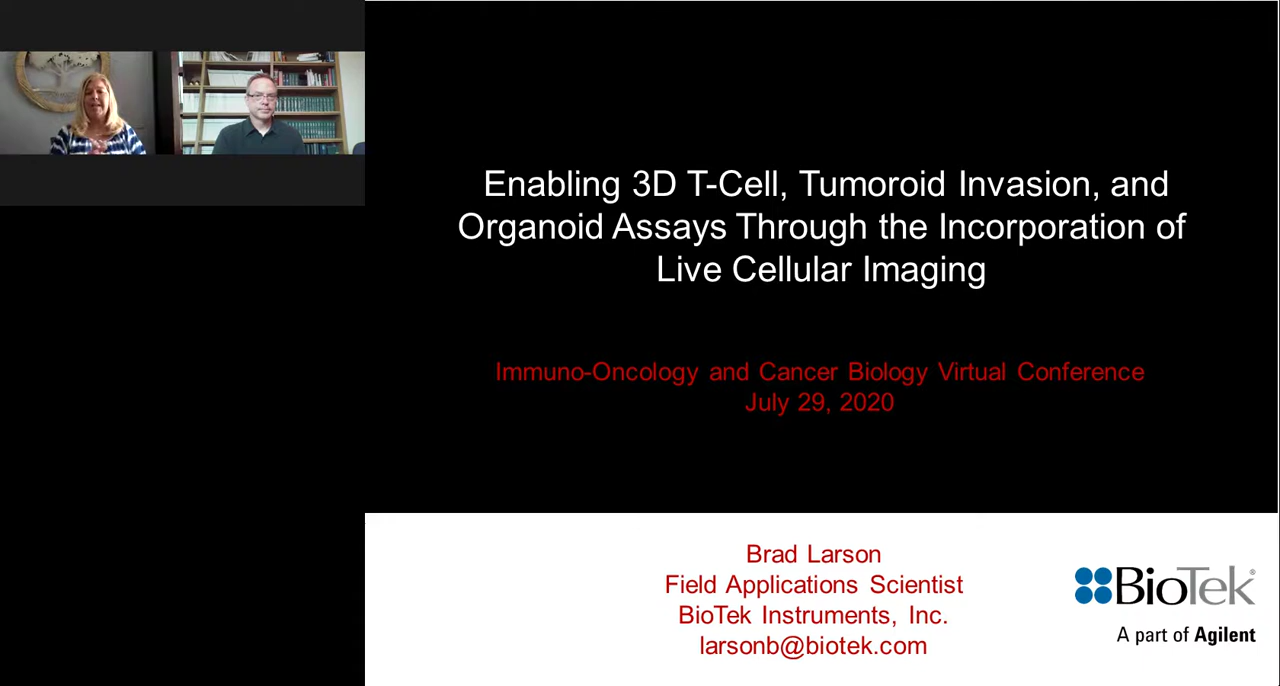 Enabling 3D T-Cell, Tumoroid Invasion, and
Organoid Assays Through the Incorporation of
Live Cellular Imaging
Immuno-Oncology and Cancer Biology Virtual Conference
July 29, 2020
Brad Larson
Field Applications Scientist
BioTek Instruments, Inc.
larsonb@biotek.com
BioTek®
A part of Agilent